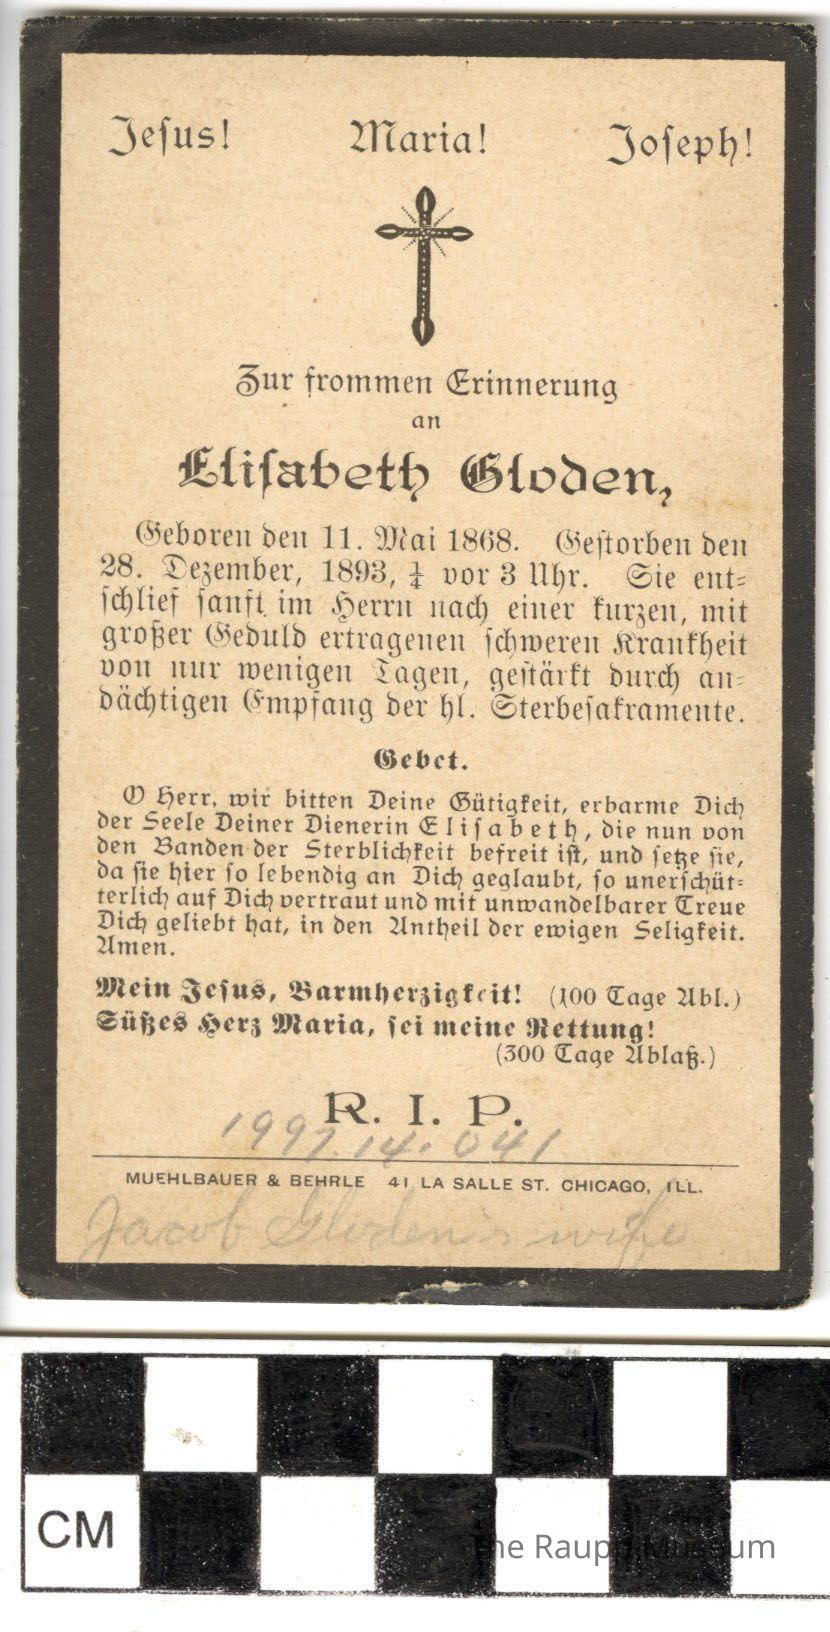 Jesus! Maria! Joseph!
Zur frommen Erinnerung
an
Elisabeth Gloden,
Geboren den 11. Mai 1868. Gestorben den
28. Dezember, 1893, ¼ vor 3 Uhr. Sie ent=
schlief sanft im Herrn nach einer kurzen, mit
großer Geduld ertragenen schweren Krankheit
von nur wenigen Tagen, gestärkt durch an=
dächtigen Empfang der hl. Sterbesakramente.
Gebet.
O Herr, wir bitten Deine Gütigkeit, erbarme Dich
der Seele Deiner Dienerin Elisabeth, die nun von
den Banden der Sterblichkeit befreit ist, und setze sie,
da sie hier so lebendig an Dich geglaubt, so unerschüt=
terlich auf Dich vertraut und mit unwandelbarer Treue
Dich geliebt hat, in den Antheil der ewigen Seligkeit.
Amen.
Mein Jesus, Barmherzigkeit! (100 Tage Abl.)
Süßes Herz Maria, sei meine Rettung!
(300 Tage Ablaß.)
R. I. P.
1997.14.041
MUEHLBAUER & BEHRLE 41 LA SALLE ST. CHICAGO, ILL.
Jacob Gloden's wife
CM
The Raupp Museum